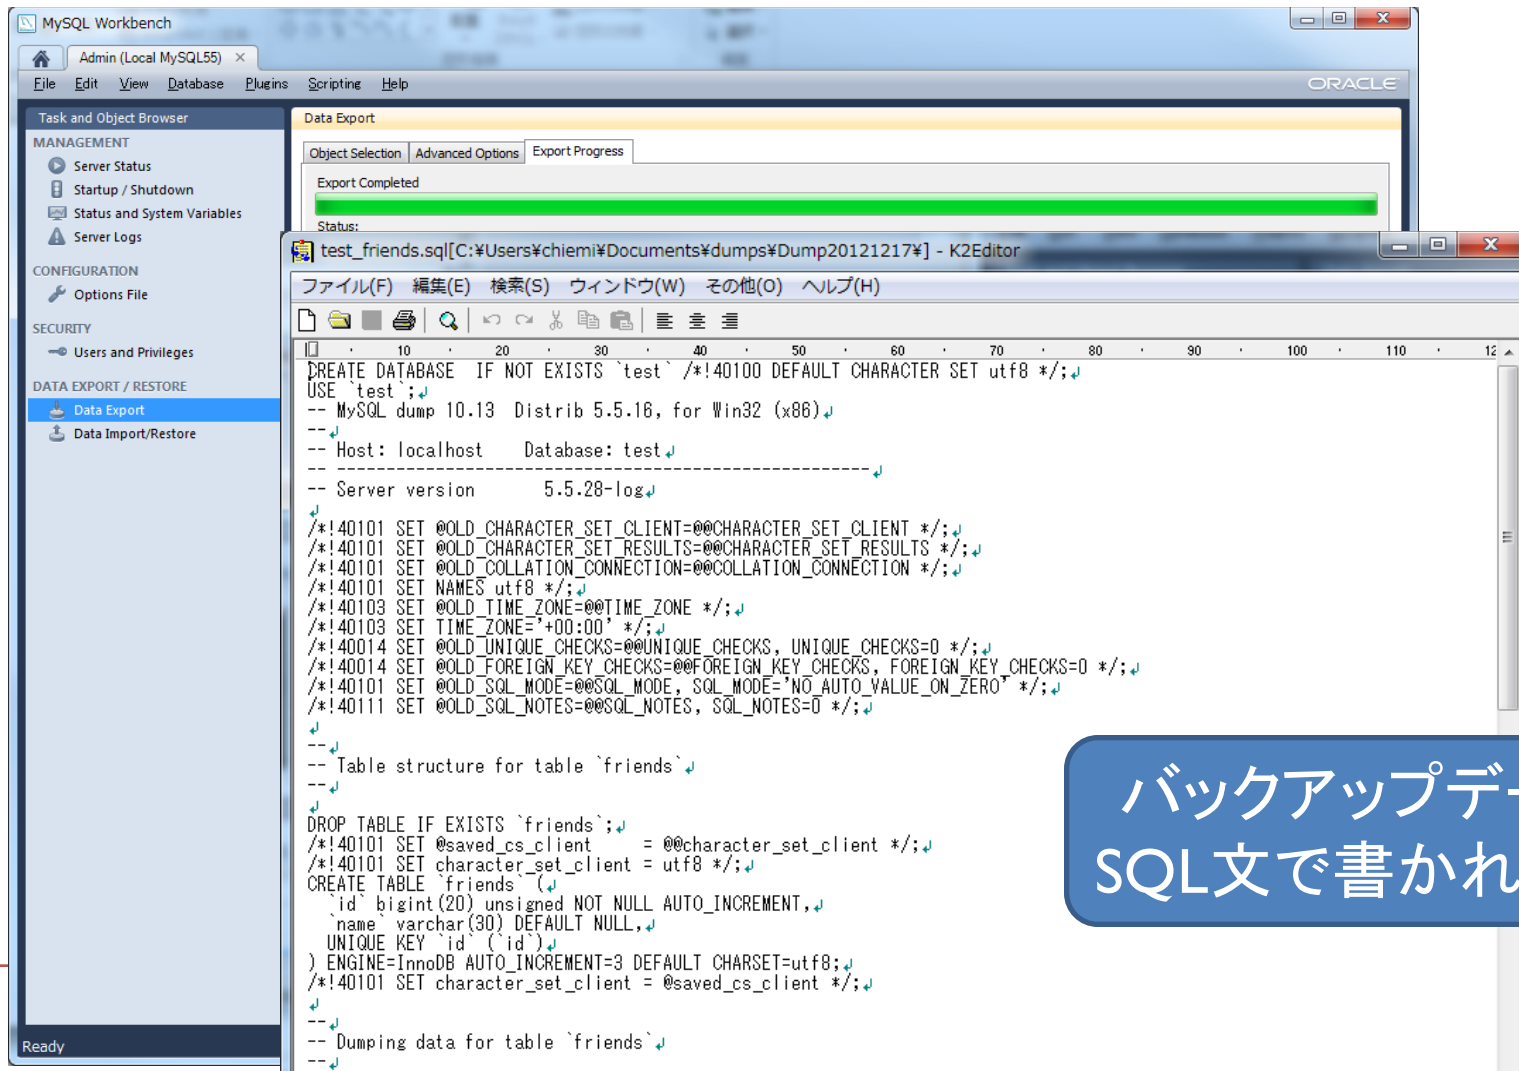 MySQL Workbench
Admin (Local MySQL55) ×
File Edit View Database Plugins Scripting Help
ORACLE
Task and Object Browser
MANAGEMENT
Server Status
Startup / Shutdown
Status and System Variables
Server Logs
CONFIGURATION
Options File
SECURITY
Users and Privileges
DATA EXPORT / RESTORE
Data Export
Data Import/Restore
Ready
Data Export
Object Selection Advanced Options Export Progress
Export Completed
Status:
test_friends.sql[C:¥Users¥chiemi¥Documents¥dumps¥Dump20121217¥] - K2Editor
ファイル(F) 編集(E) 検索(S) ウィンドウ(W) その他(O) ヘルプ(H)
10 20 30 40 50 60 70 80 90 100 110 12
CREATE DATABASE  IF NOT EXISTS `test` /*!40100 DEFAULT CHARACTER SET utf8 */;
USE `test`;
-- MySQL dump 10.13  Distrib 5.5.16, for Win32 (x86)
--
-- Host: localhost    Database: test
-- ------------------------------------------------------
-- Server version       5.5.28-log
/*!40101 SET @OLD_CHARACTER_SET_CLIENT=@@CHARACTER_SET_CLIENT */;
/*!40101 SET @OLD_CHARACTER_SET_RESULTS=@@CHARACTER_SET_RESULTS */;
/*!40101 SET @OLD_COLLATION_CONNECTION=@@COLLATION_CONNECTION */;
/*!40101 SET NAMES utf8 */;
/*!40103 SET @OLD_TIME_ZONE=@@TIME_ZONE */;
/*!40103 SET TIME_ZONE='+00:00' */;
/*!40014 SET @OLD_UNIQUE_CHECKS=@@UNIQUE_CHECKS, UNIQUE_CHECKS=0 */;
/*!40014 SET @OLD_FOREIGN_KEY_CHECKS=@@FOREIGN_KEY_CHECKS, FOREIGN_KEY_CHECKS=0 */;
/*!40101 SET @OLD_SQL_MODE=@@SQL_MODE, SQL_MODE='NO_AUTO_VALUE_ON_ZERO' */;
/*!40111 SET @OLD_SQL_NOTES=@@SQL_NOTES, SQL_NOTES=0 */;
--
-- Table structure for table `friends`
--
DROP TABLE IF EXISTS `friends`;
/*!40101 SET @saved_cs_client     = @@character_set_client */;
/*!40101 SET character_set_client = utf8 */;
CREATE TABLE `friends` (
  `id` bigint(20) unsigned NOT NULL AUTO_INCREMENT,
  `name` varchar(30) DEFAULT NULL,
  UNIQUE KEY `id` (`id`)
) ENGINE=InnoDB AUTO_INCREMENT=3 DEFAULT CHARSET=utf8;
/*!40101 SET character_set_client = @saved_cs_client */;
--
-- Dumping data for table `friends`
--
バックアップデー
SQL文で書かれ